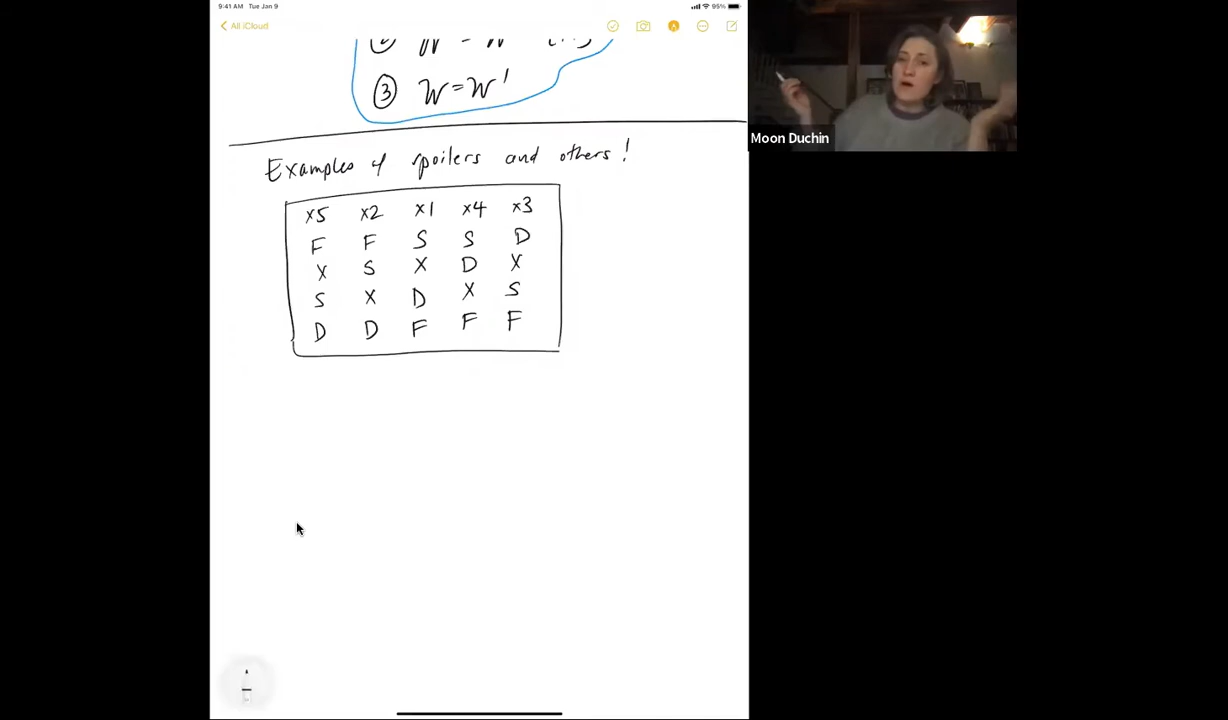 9:41 AM Tue Jan 9
99%
All iCloud
③ W = W'
Examples of spoilers and others!
x5 x2 x1 x4 x3
F F S S D
X S X D X
S X D X S
D D F F F
Moon Duchin